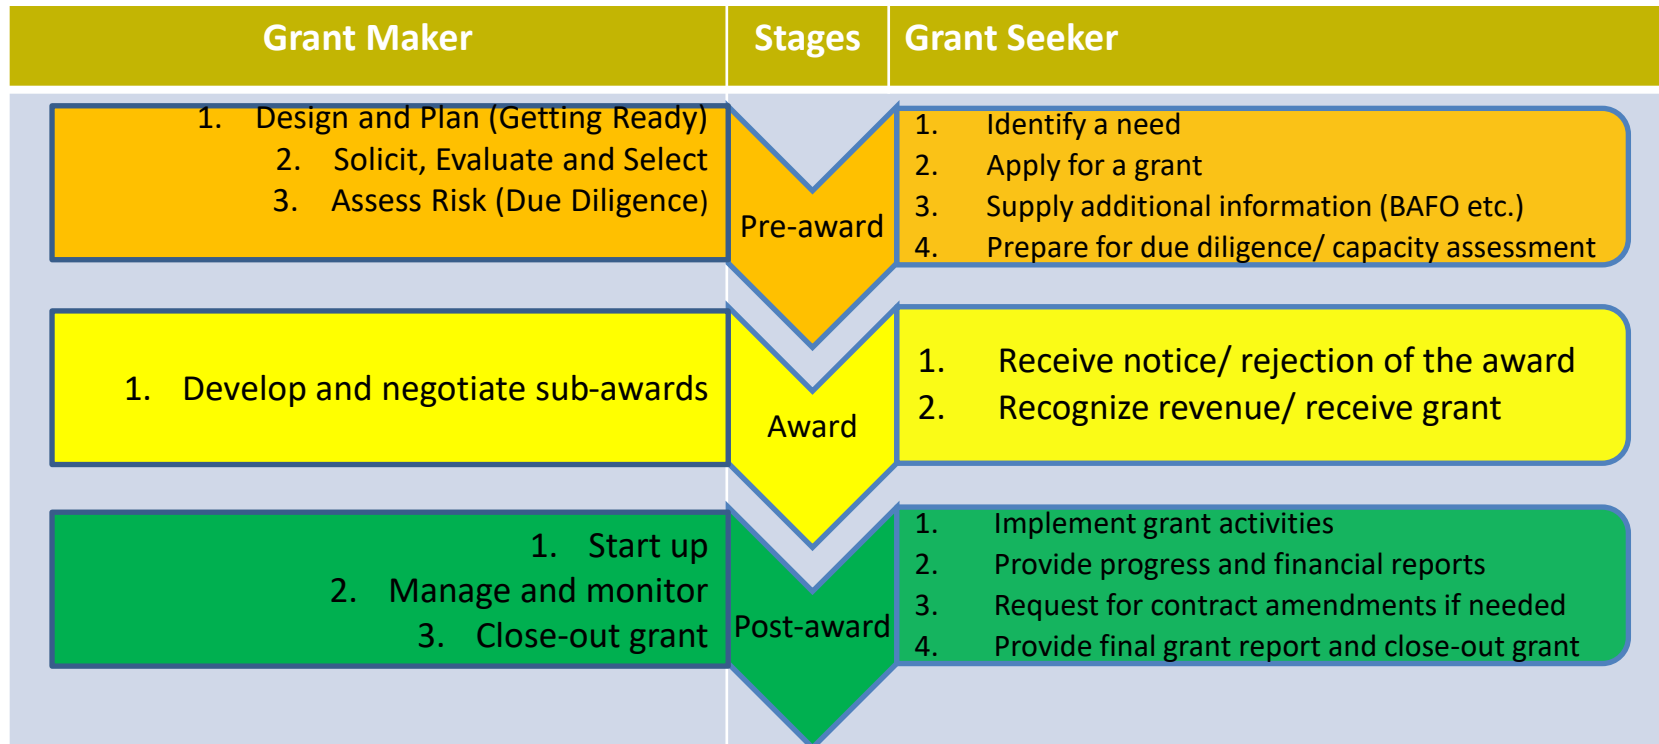 Grant Maker
Stages
Grant Seeker
1. Design and Plan (Getting Ready)
2. Solicit, Evaluate and Select
3. Assess Risk (Due Diligence)
Pre-award
1. Identify a need
2. Apply for a grant
3. Supply additional information (BAFO etc.)
4. Prepare for due diligence/ capacity assessment
1. Develop and negotiate sub-awards
Award
1. Receive notice/ rejection of the award
2. Recognize revenue/ receive grant
1. Start up
2. Manage and monitor
3. Close-out grant
Post-award
1. Implement grant activities
2. Provide progress and financial reports
3. Request for contract amendments if needed
4. Provide final grant report and close-out grant